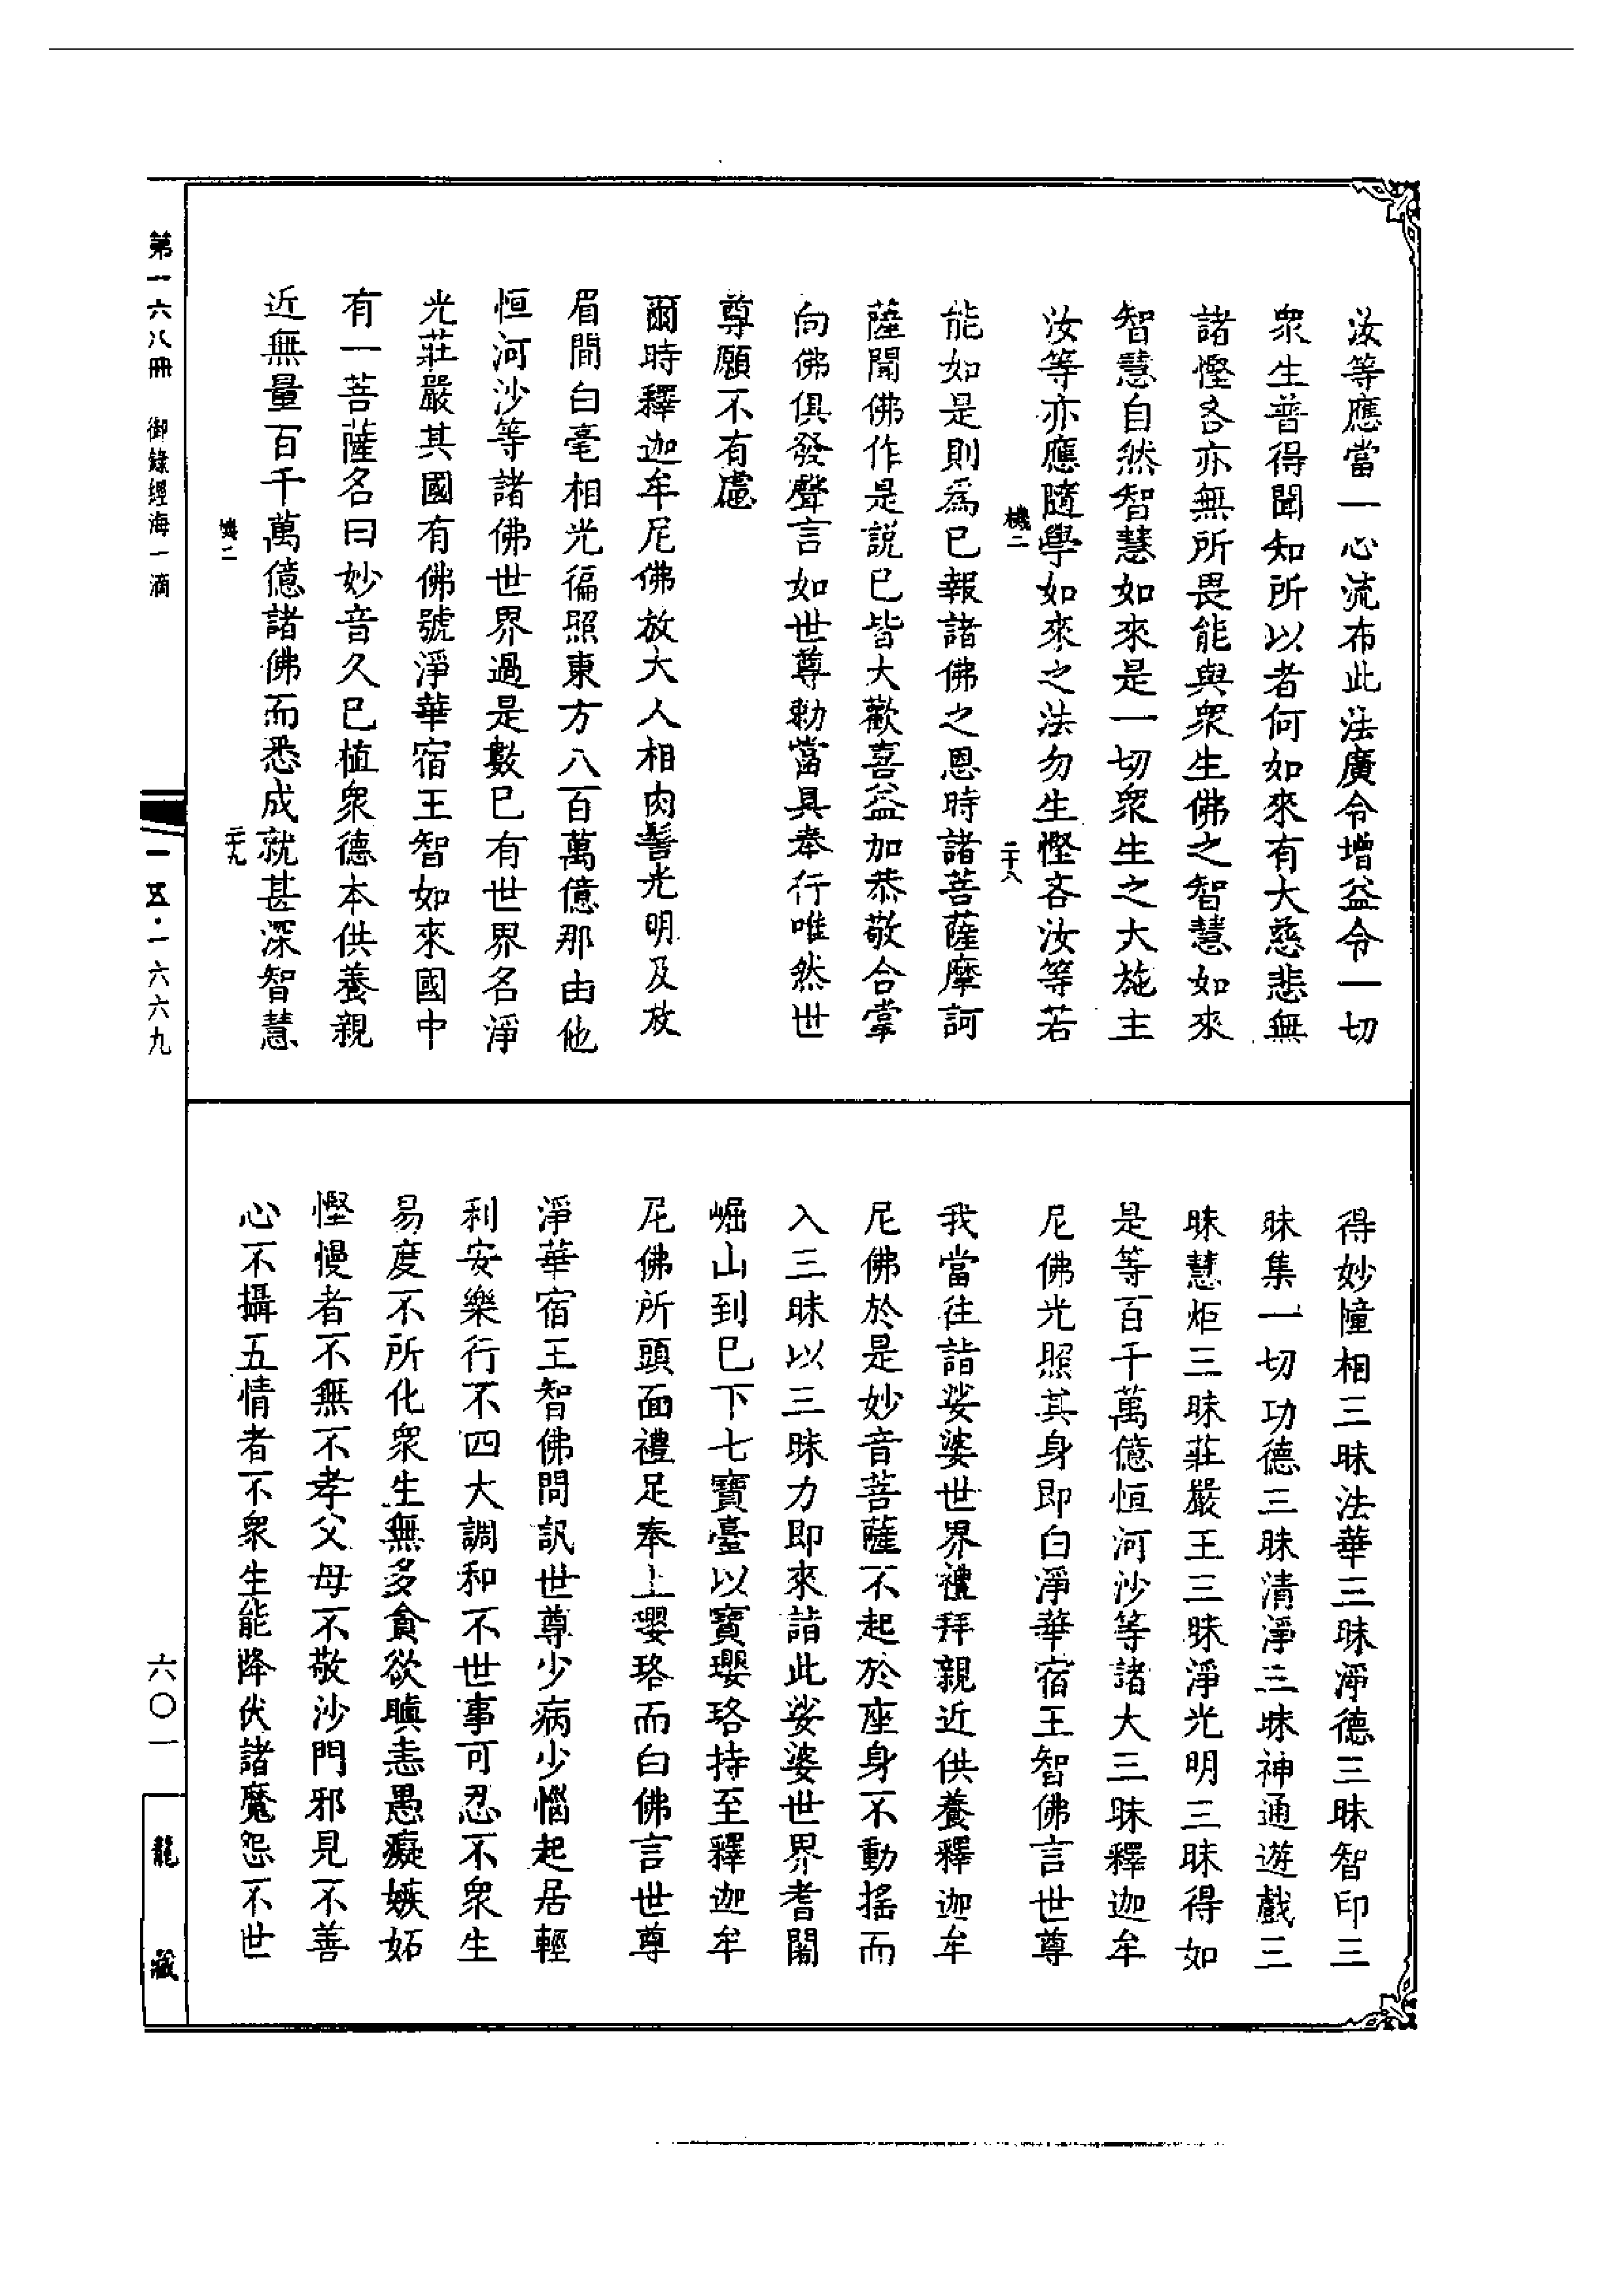 汝等應當一心流布此法廣令增益令一切
衆生普得聞知所以者何如來有大慈悲無
諸慳吝亦無所畏能與衆生佛之智慧如來
智慧自然智慧如來是一切衆生之大施主
汝等亦應隨學如來之法勿生慳吝汝等若
機二
二十八
能如是則爲已報諸佛之恩時諸菩薩摩訶
薩聞佛作是說已皆大歡喜益加恭敬合掌
向佛俱發聲言如世尊勅當具奉行唯然世
尊願不有慮
爾時釋迦牟尼佛放大人相肉髻光明及放
眉間白毫相光徧照東方八百萬億那由他
恒河沙等諸佛世界過是數已有世界名淨
光莊嚴其國有佛號淨華宿王智如來國中
有一菩薩名曰妙音久已植衆德本供養親
近無量百千萬億諸佛而悉成就甚深智慧
機二
二十九
得妙幢相三昧法華三昧淨德三昧智印三
昧集一切功德三昧清淨三昧神通遊戲三
昧慧炬三昧莊嚴王三昧淨光明三昧得如
是等百千萬億恒河沙等諸大三昧釋迦牟
尼佛光照其身即白淨華宿王智佛言世尊
我當往詣娑婆世界禮拜親近供養釋迦牟
尼佛於是妙音菩薩不起於座身不動搖而
入三昧以三昧力即來詣此娑婆世界耆闍
崛山到已下七寶臺以寶瓔珞持至釋迦牟
尼佛所頭面禮足奉上瓔珞而白佛言世尊
淨華宿王智佛問訊世尊少病少惱起居輕
利安樂行不四大調和不世事可忍不衆生
易度不所化衆生無多貪欲瞋恚愚癡嫉妬
慳慢者不無不孝父母不敬沙門邪見不善
心不攝五情者不衆生能降伏諸魔怨不世
第一六八冊 御錄經海一滴
一五·一六六九
六〇一
龍藏